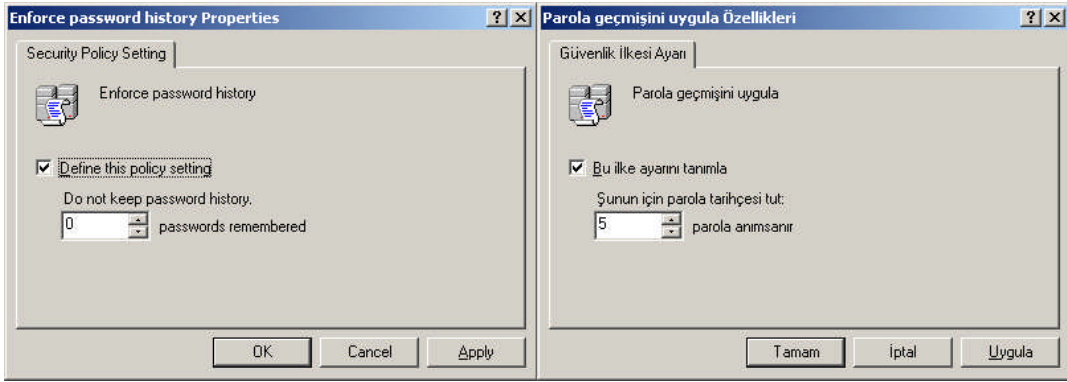 Enforce password history Properties
Security Policy Setting
Enforce password history
Define this policy setting
Do not keep password history.
0 passwords remembered
OK Cancel Apply
Parola geçmişini uygula Özellikleri
Güvenlik İlkesi Ayarı
Parola geçmişini uygula
Bu ilke ayarını tanımla
Şunun için parola tarihçesi tut:
5 parola anımsanır
Tamam İptal Uygula